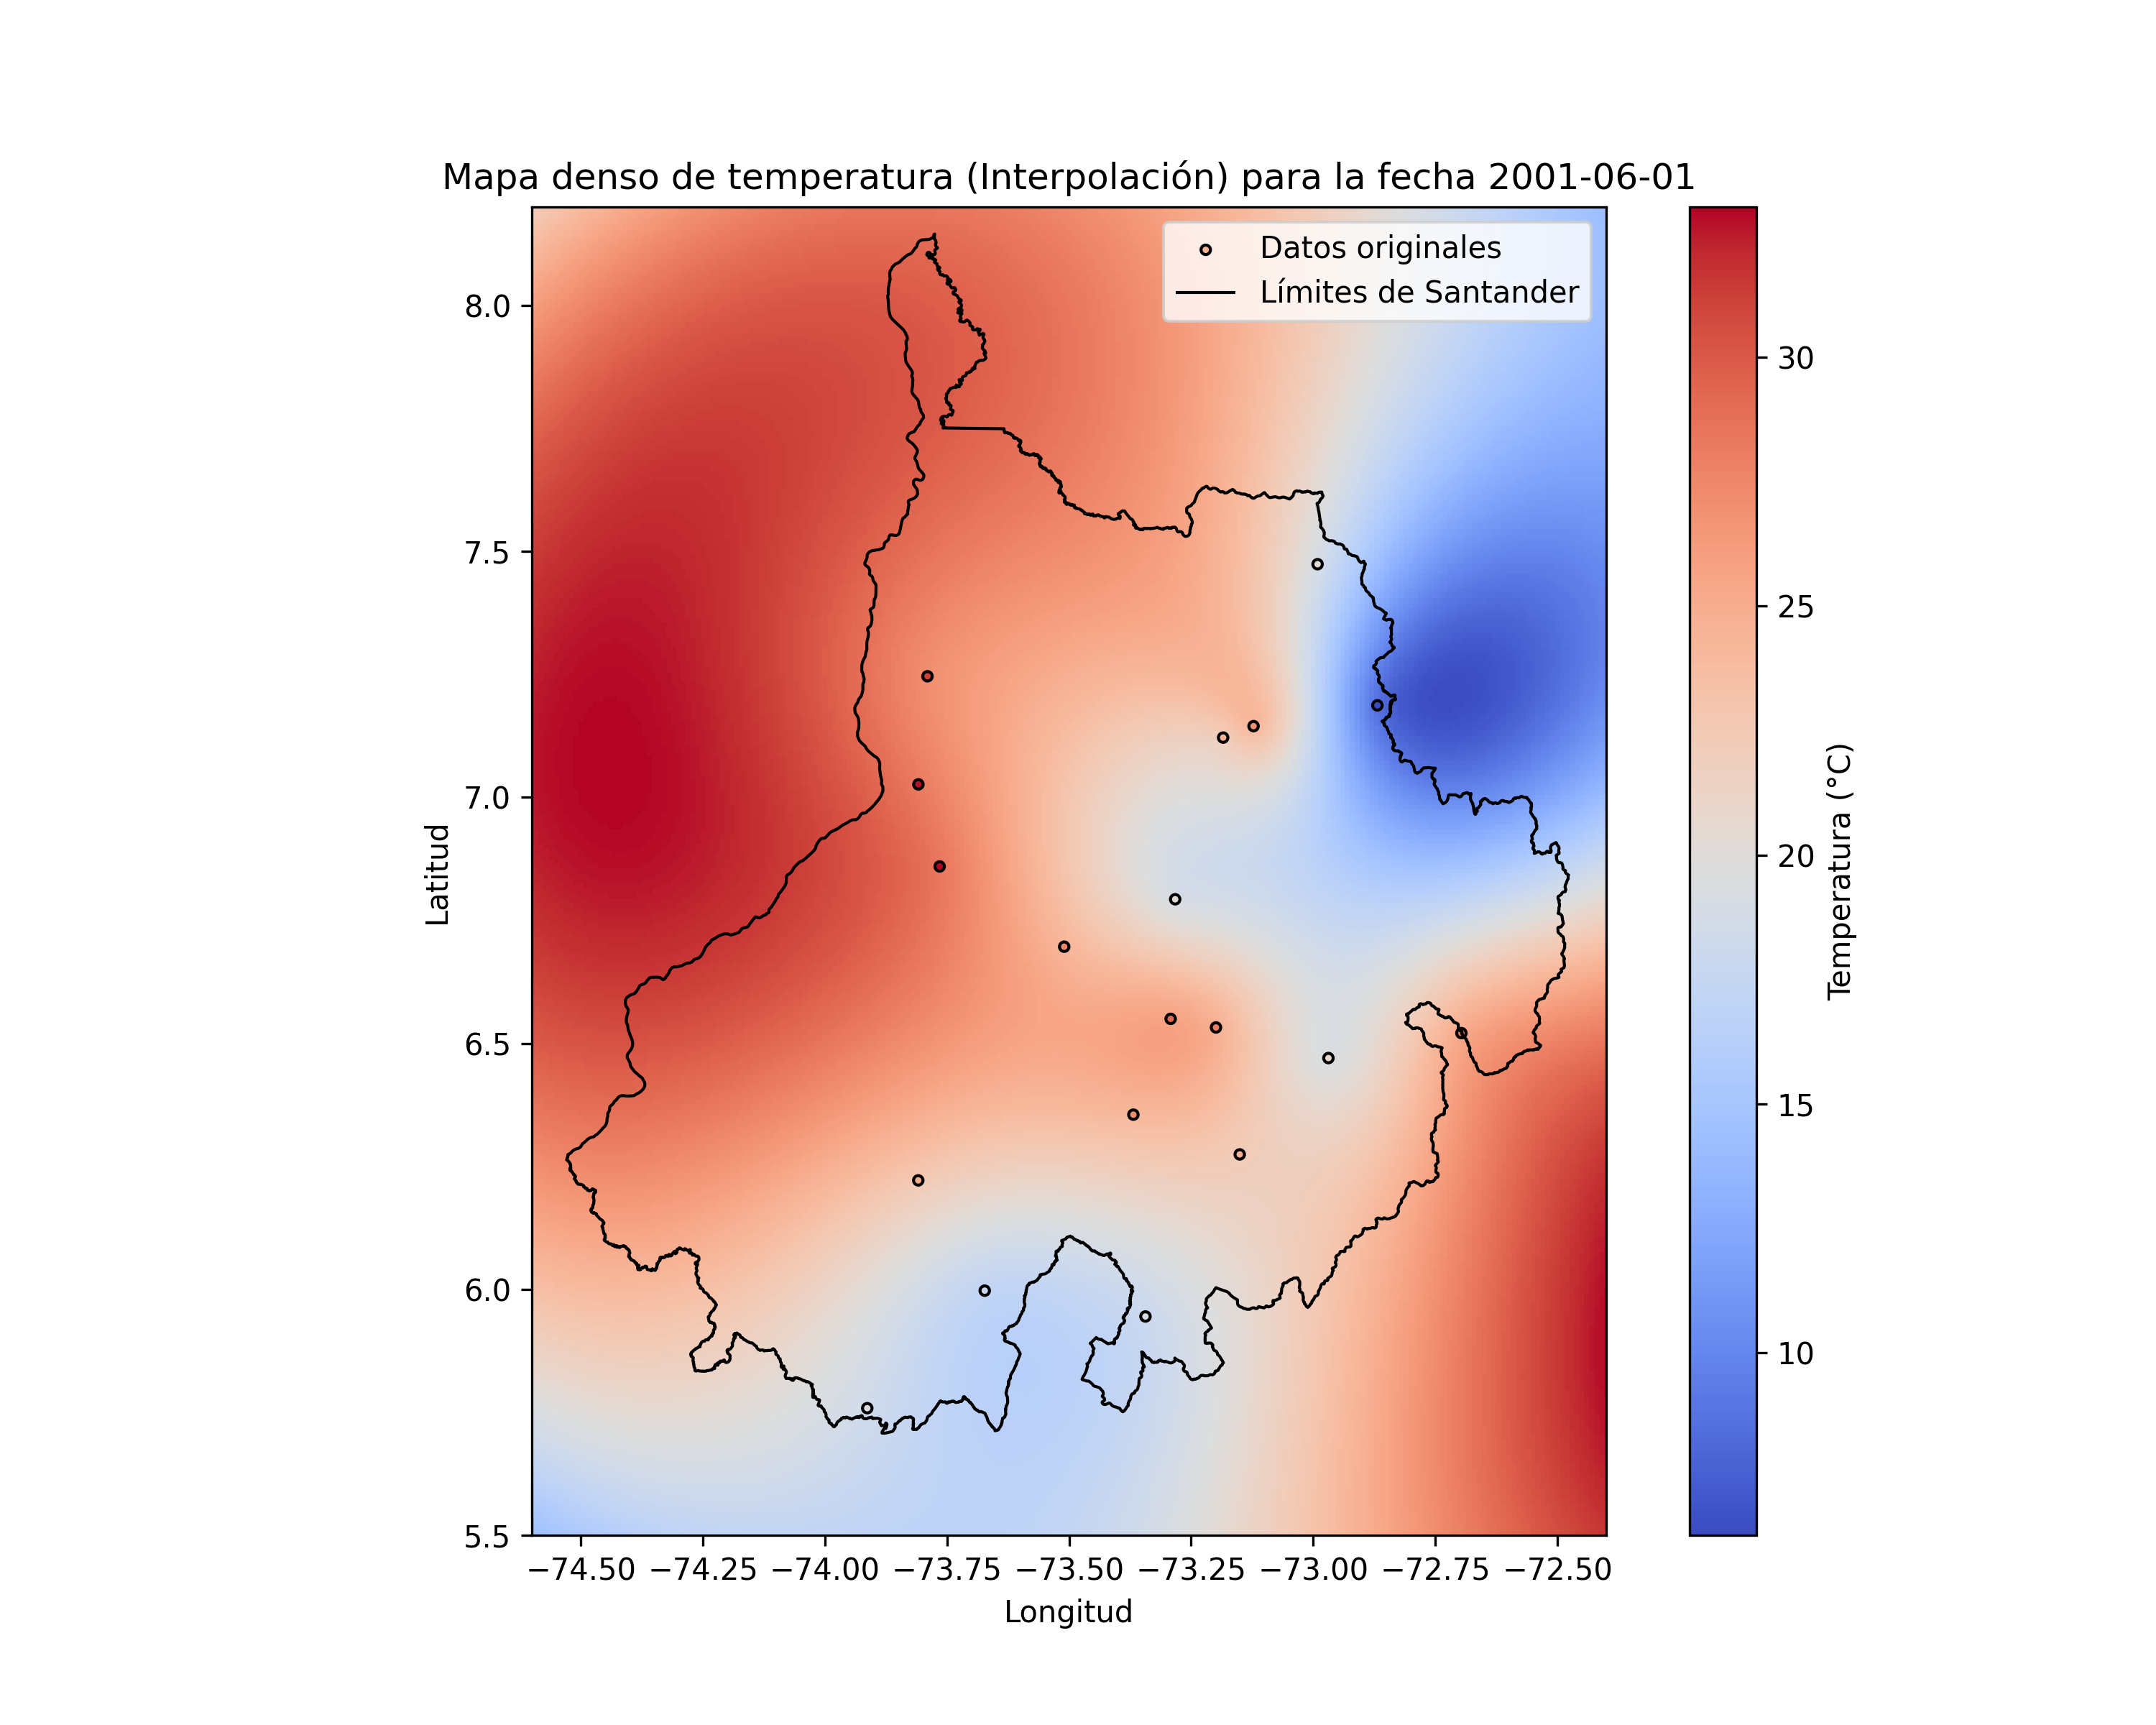 Mapa denso de temperatura (Interpolación) para la fecha 2001-06-01
Datos originales
Límites de Santander
8.0
7.5
7.0
6.5
6.0
5.5
Latitud
−74.50 −74.25 −74.00 −73.75 −73.50 −73.25 −73.00 −72.75 −72.50
Longitud
30
25
20
15
10
Temperatura (°C)